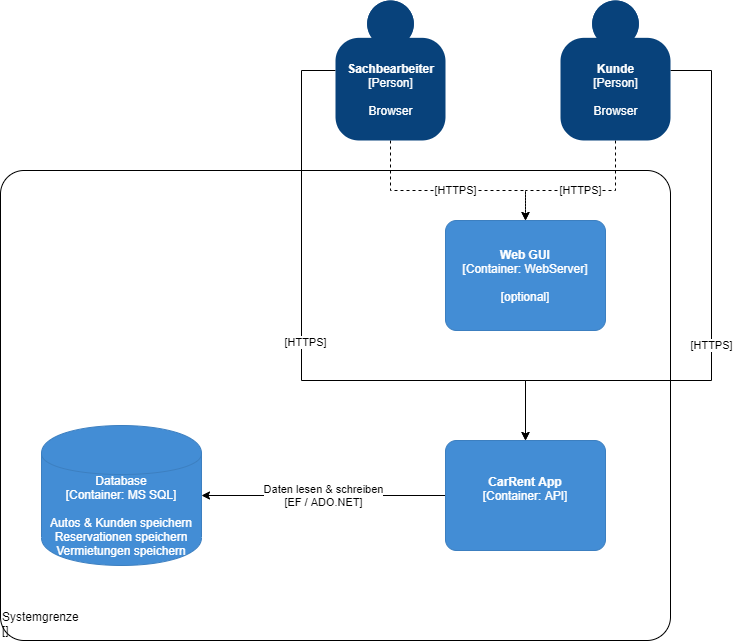 Sachbearbeiter
[Person]
Browser
Kunde
[Person]
Browser
[HTTPS]
[HTTPS]
Web GUI
[Container: WebServer]
[optional]
[HTTPS]
[HTTPS]
Database
[Container: MS SQL]
Autos & Kunden speichern
Reservationen speichern
Vermietungen speichern
Daten lesen & schreiben
[EF / ADO.NET]
CarRent App
[Container: API]
Systemgrenze
[]